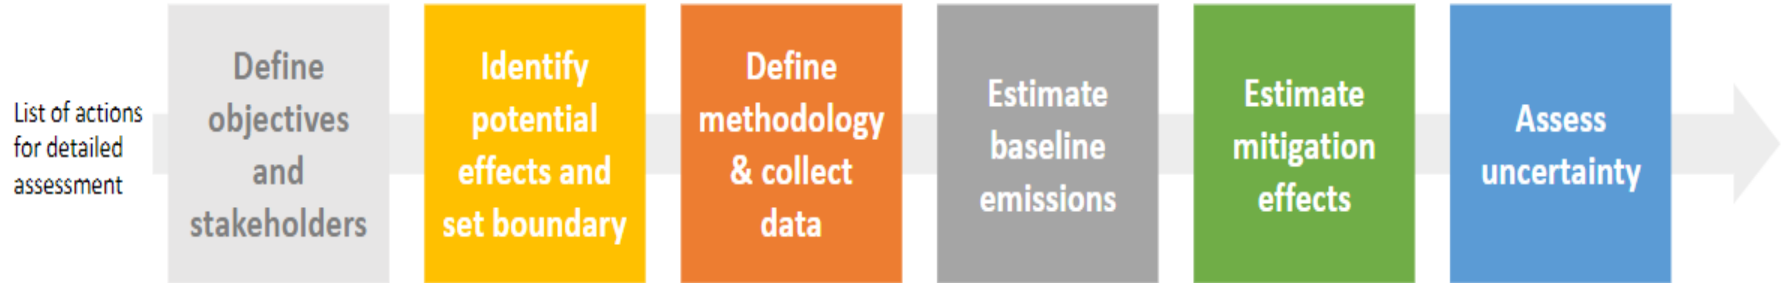 List of actions
for detailed
assessment
Define
objectives
and
stakeholders
Identify
potential
effects and
set boundary
Define
methodology
& collect
data
Estimate
baseline
emissions
Estimate
mitigation
effects
Assess
uncertainty